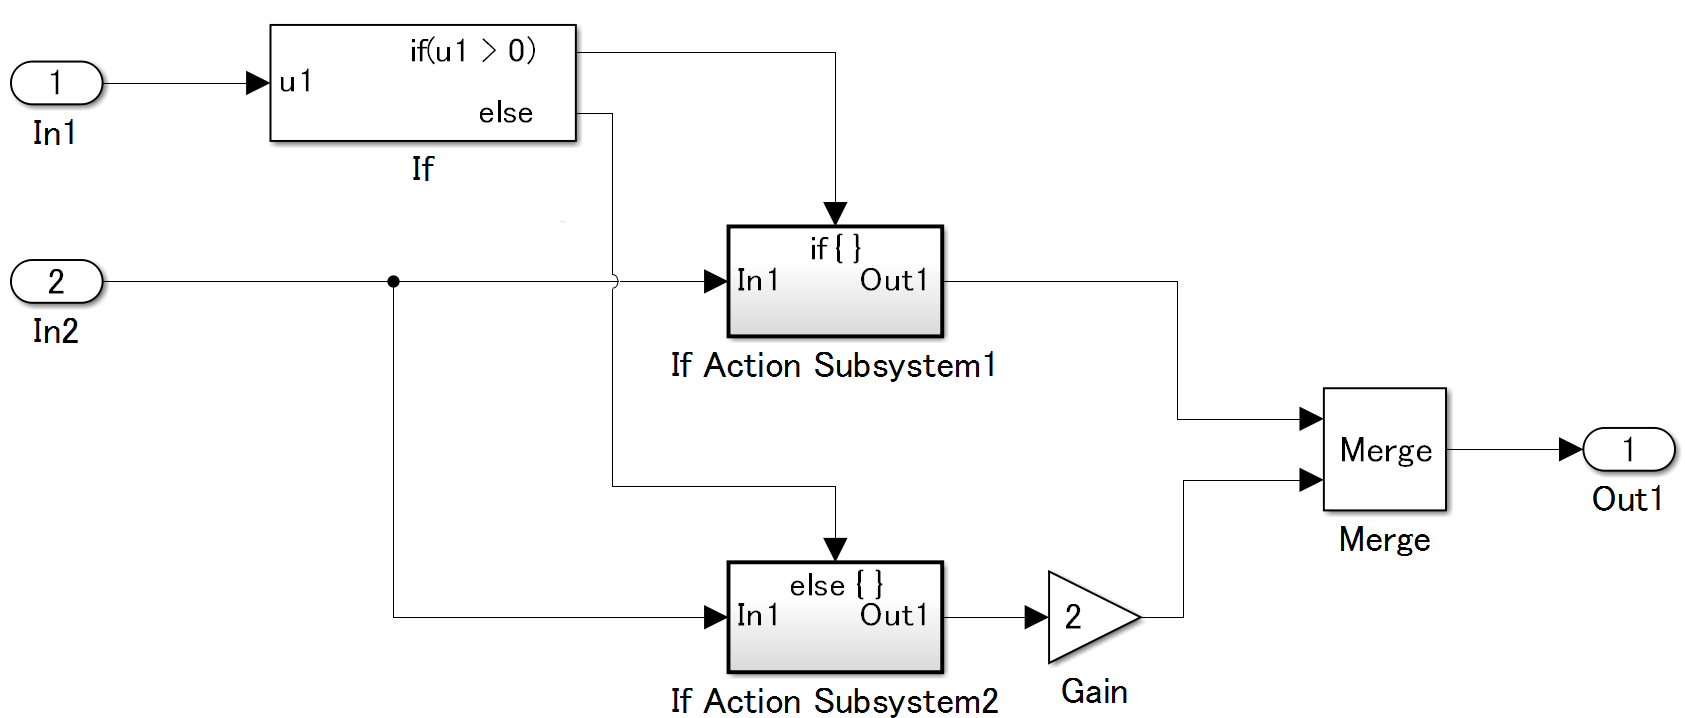 1
In1
u1
if(u1 > 0)
else
If
2
In2
if { }
In1
Out1
If Action Subsystem1
else { }
In1
Out1
If Action Subsystem2
2
Gain
Merge
Merge
1
Out1